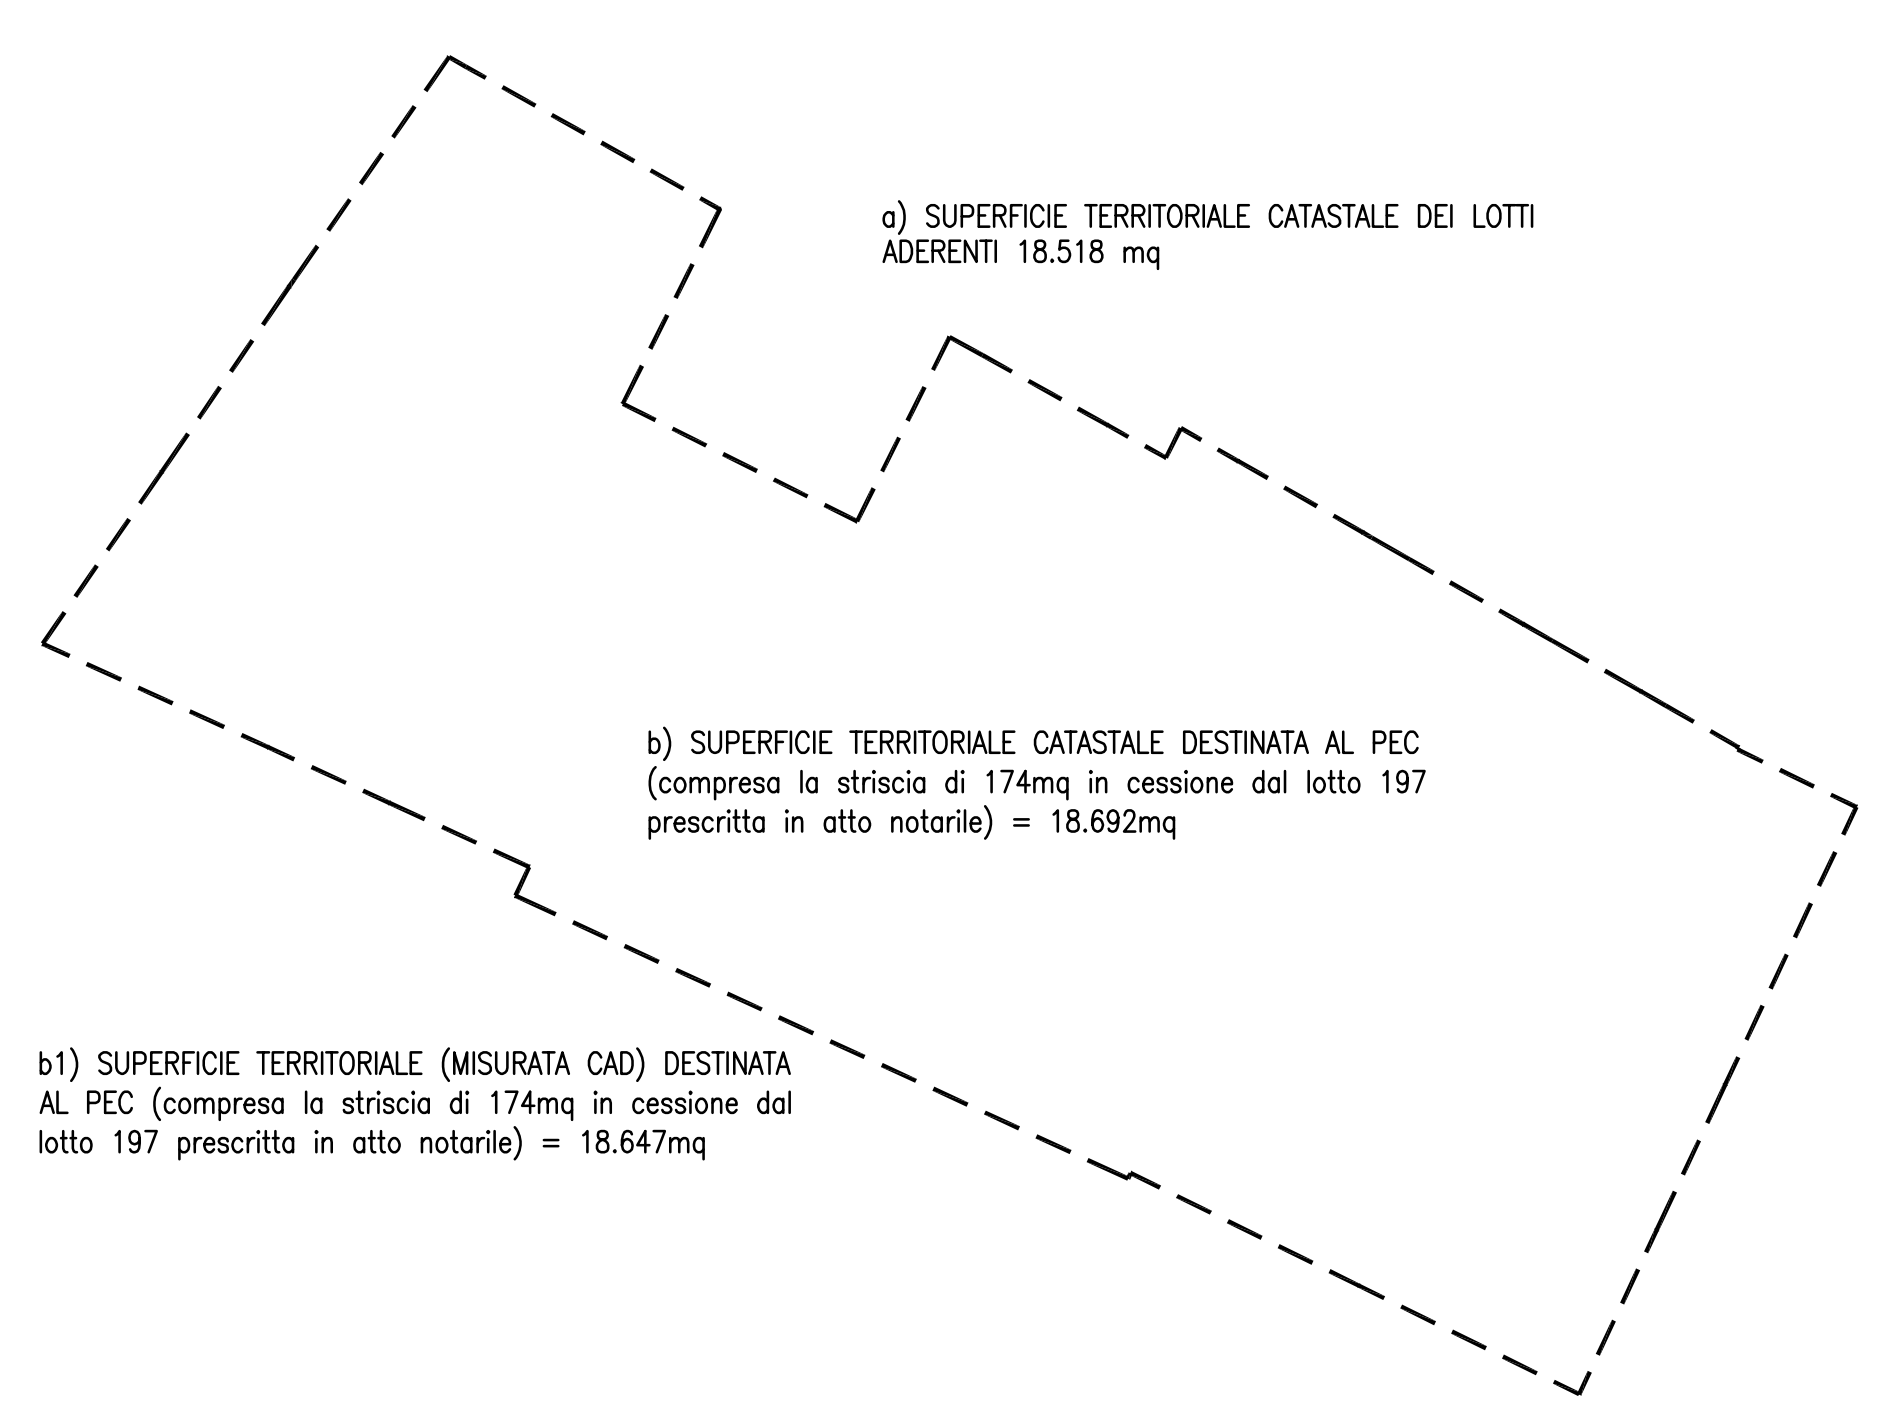 a) SUPERFICIE TERRITORIALE CATASTALE DEI LOTTI
ADERENTI 18.518 mq
b) SUPERFICIE TERRITORIALE CATASTALE DESTINATA AL PEC
(compresa la striscia di 174mq in cessione dal lotto 197
prescritta in atto notarile) = 18.692mq
b1) SUPERFICIE TERRITORIALE (MISURATA CAD) DESTINATA
AL PEC (compresa la striscia di 174mq in cessione dal
lotto 197 prescritta in atto notarile) = 18.647mq